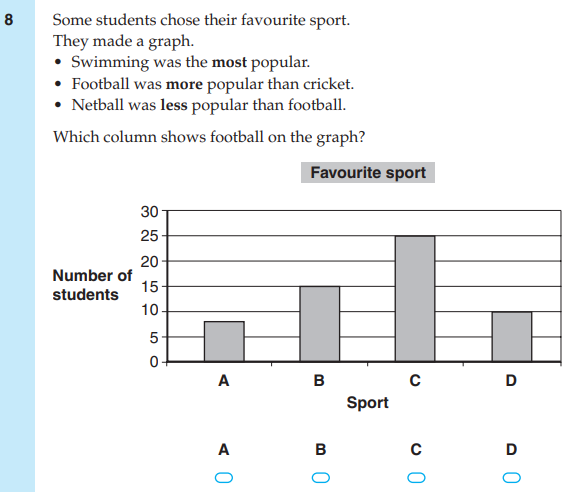 8
Some students chose their favourite sport.
They made a graph.
• Swimming was the most popular.
• Football was more popular than cricket.
• Netball was less popular than football.
Which column shows football on the graph?
Favourite sport
30
25
20
Number of students
15
10
5
0
A B C D
Sport
A B C D